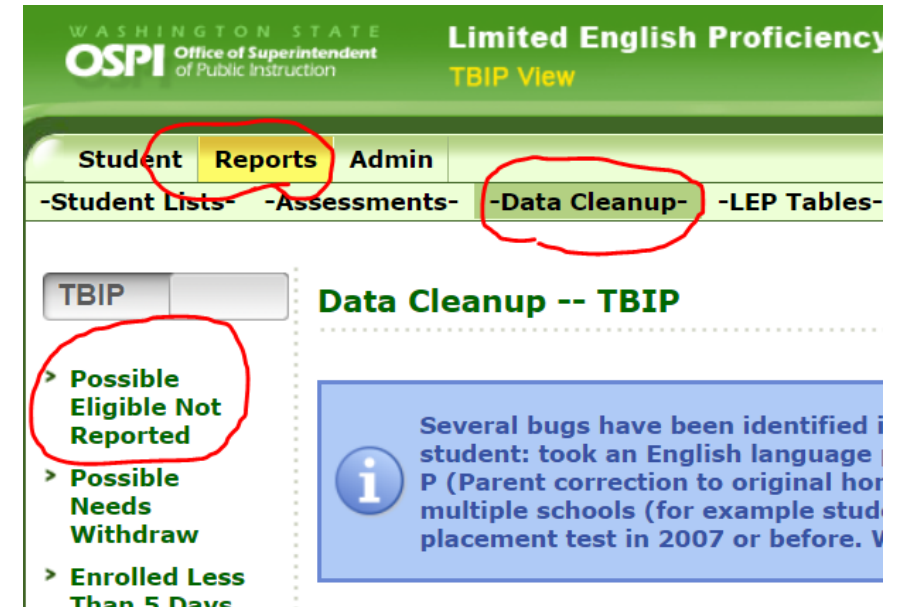 WASHINGTON STATE
OSPI Office of Superintendent
of Public Instruction
Limited English Proficiency
TBIP View
Student Reports Admin
-Student Lists- -Assessments- -Data Cleanup- -LEP Tables-
TBIP
Data Cleanup -- TBIP
> Possible
Eligible Not
Reported
> Possible
Needs
Withdraw
> Enrolled Less
Than 5 Days
Several bugs have been identified i
student: took an English language
P (Parent correction to original hor
multiple schools (for example stud
placement test in 2007 or before. W